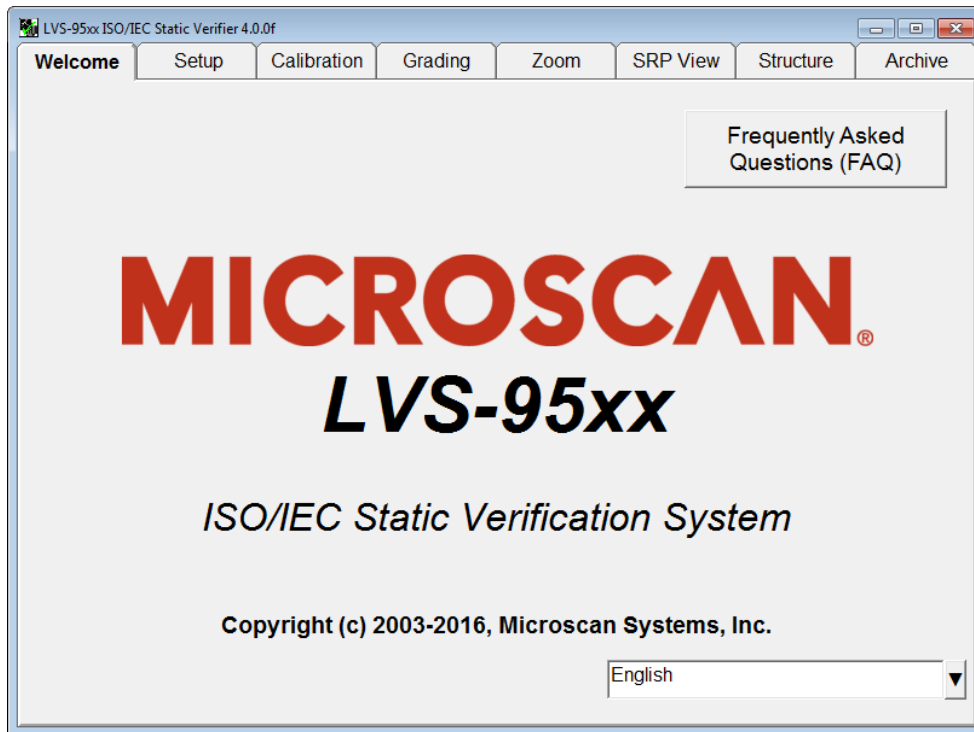 LVS-95xx ISO/IEC Static Verifier 4.0.0f
Welcome Setup Calibration Grading Zoom SRP View Structure Archive
Frequently Asked
Questions (FAQ)
MICROSCAN®
LVS-95xx
ISO/IEC Static Verification System
Copyright (c) 2003-2016, Microscan Systems, Inc.
English